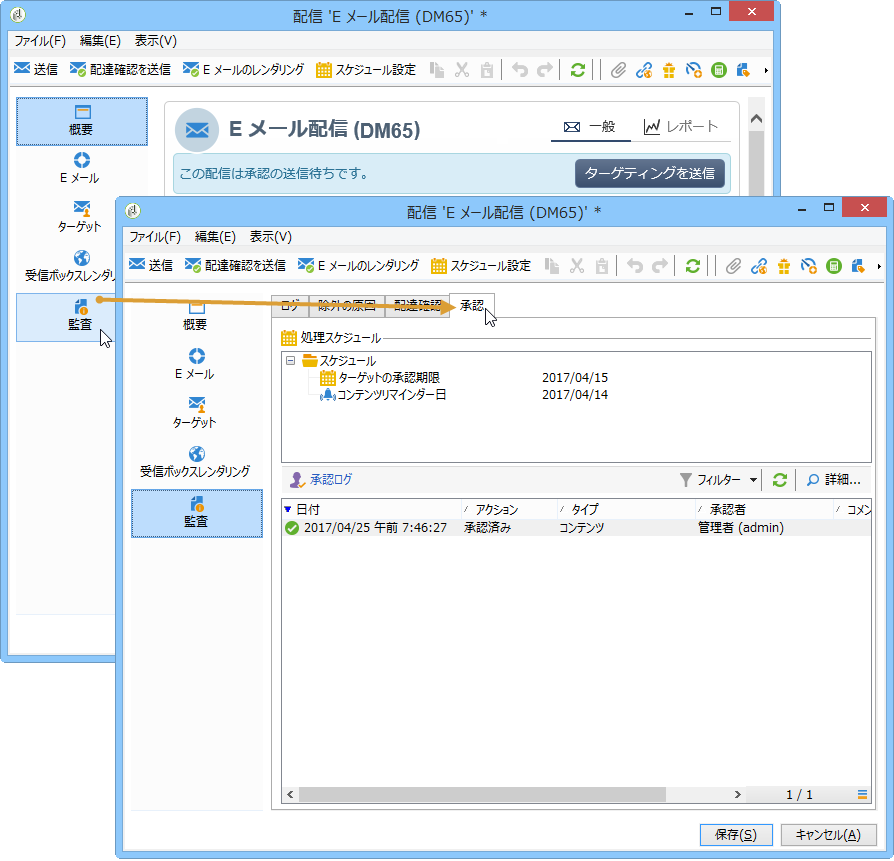 配信 'E メール配信 (DM65)' *
ファイル(F) 編集(E) 表示(V)
送信 配達確認を送信 E メールのレンダリング スケジュール設定
概要
E メール
ターゲット
受信ボックスレンダリ
監査
E メール配信 (DM65)
一般 レポート
この配信は承認の送信待ちです。
ターゲティングを送信
配信 'E メール配信 (DM65)' *
ファイル(F) 編集(E) 表示(V)
送信 配達確認を送信 E メールのレンダリング スケジュール設定
概要
E メール
ターゲット
受信ボックスレンダリング
監査
ログ 除外の原因 配達確認 承認
処理スケジュール
スケジュール
ターゲットの承認期限 2017/04/15
コンテンツリマインダー日 2017/04/14
承認ログ フィルター 詳細...
日付 アクション タイプ 承認者 コメン
2017/04/25 午前 7:46:27 承認済み コンテンツ 管理者 (admin)
1 / 1
保存(S) キャンセル(A)